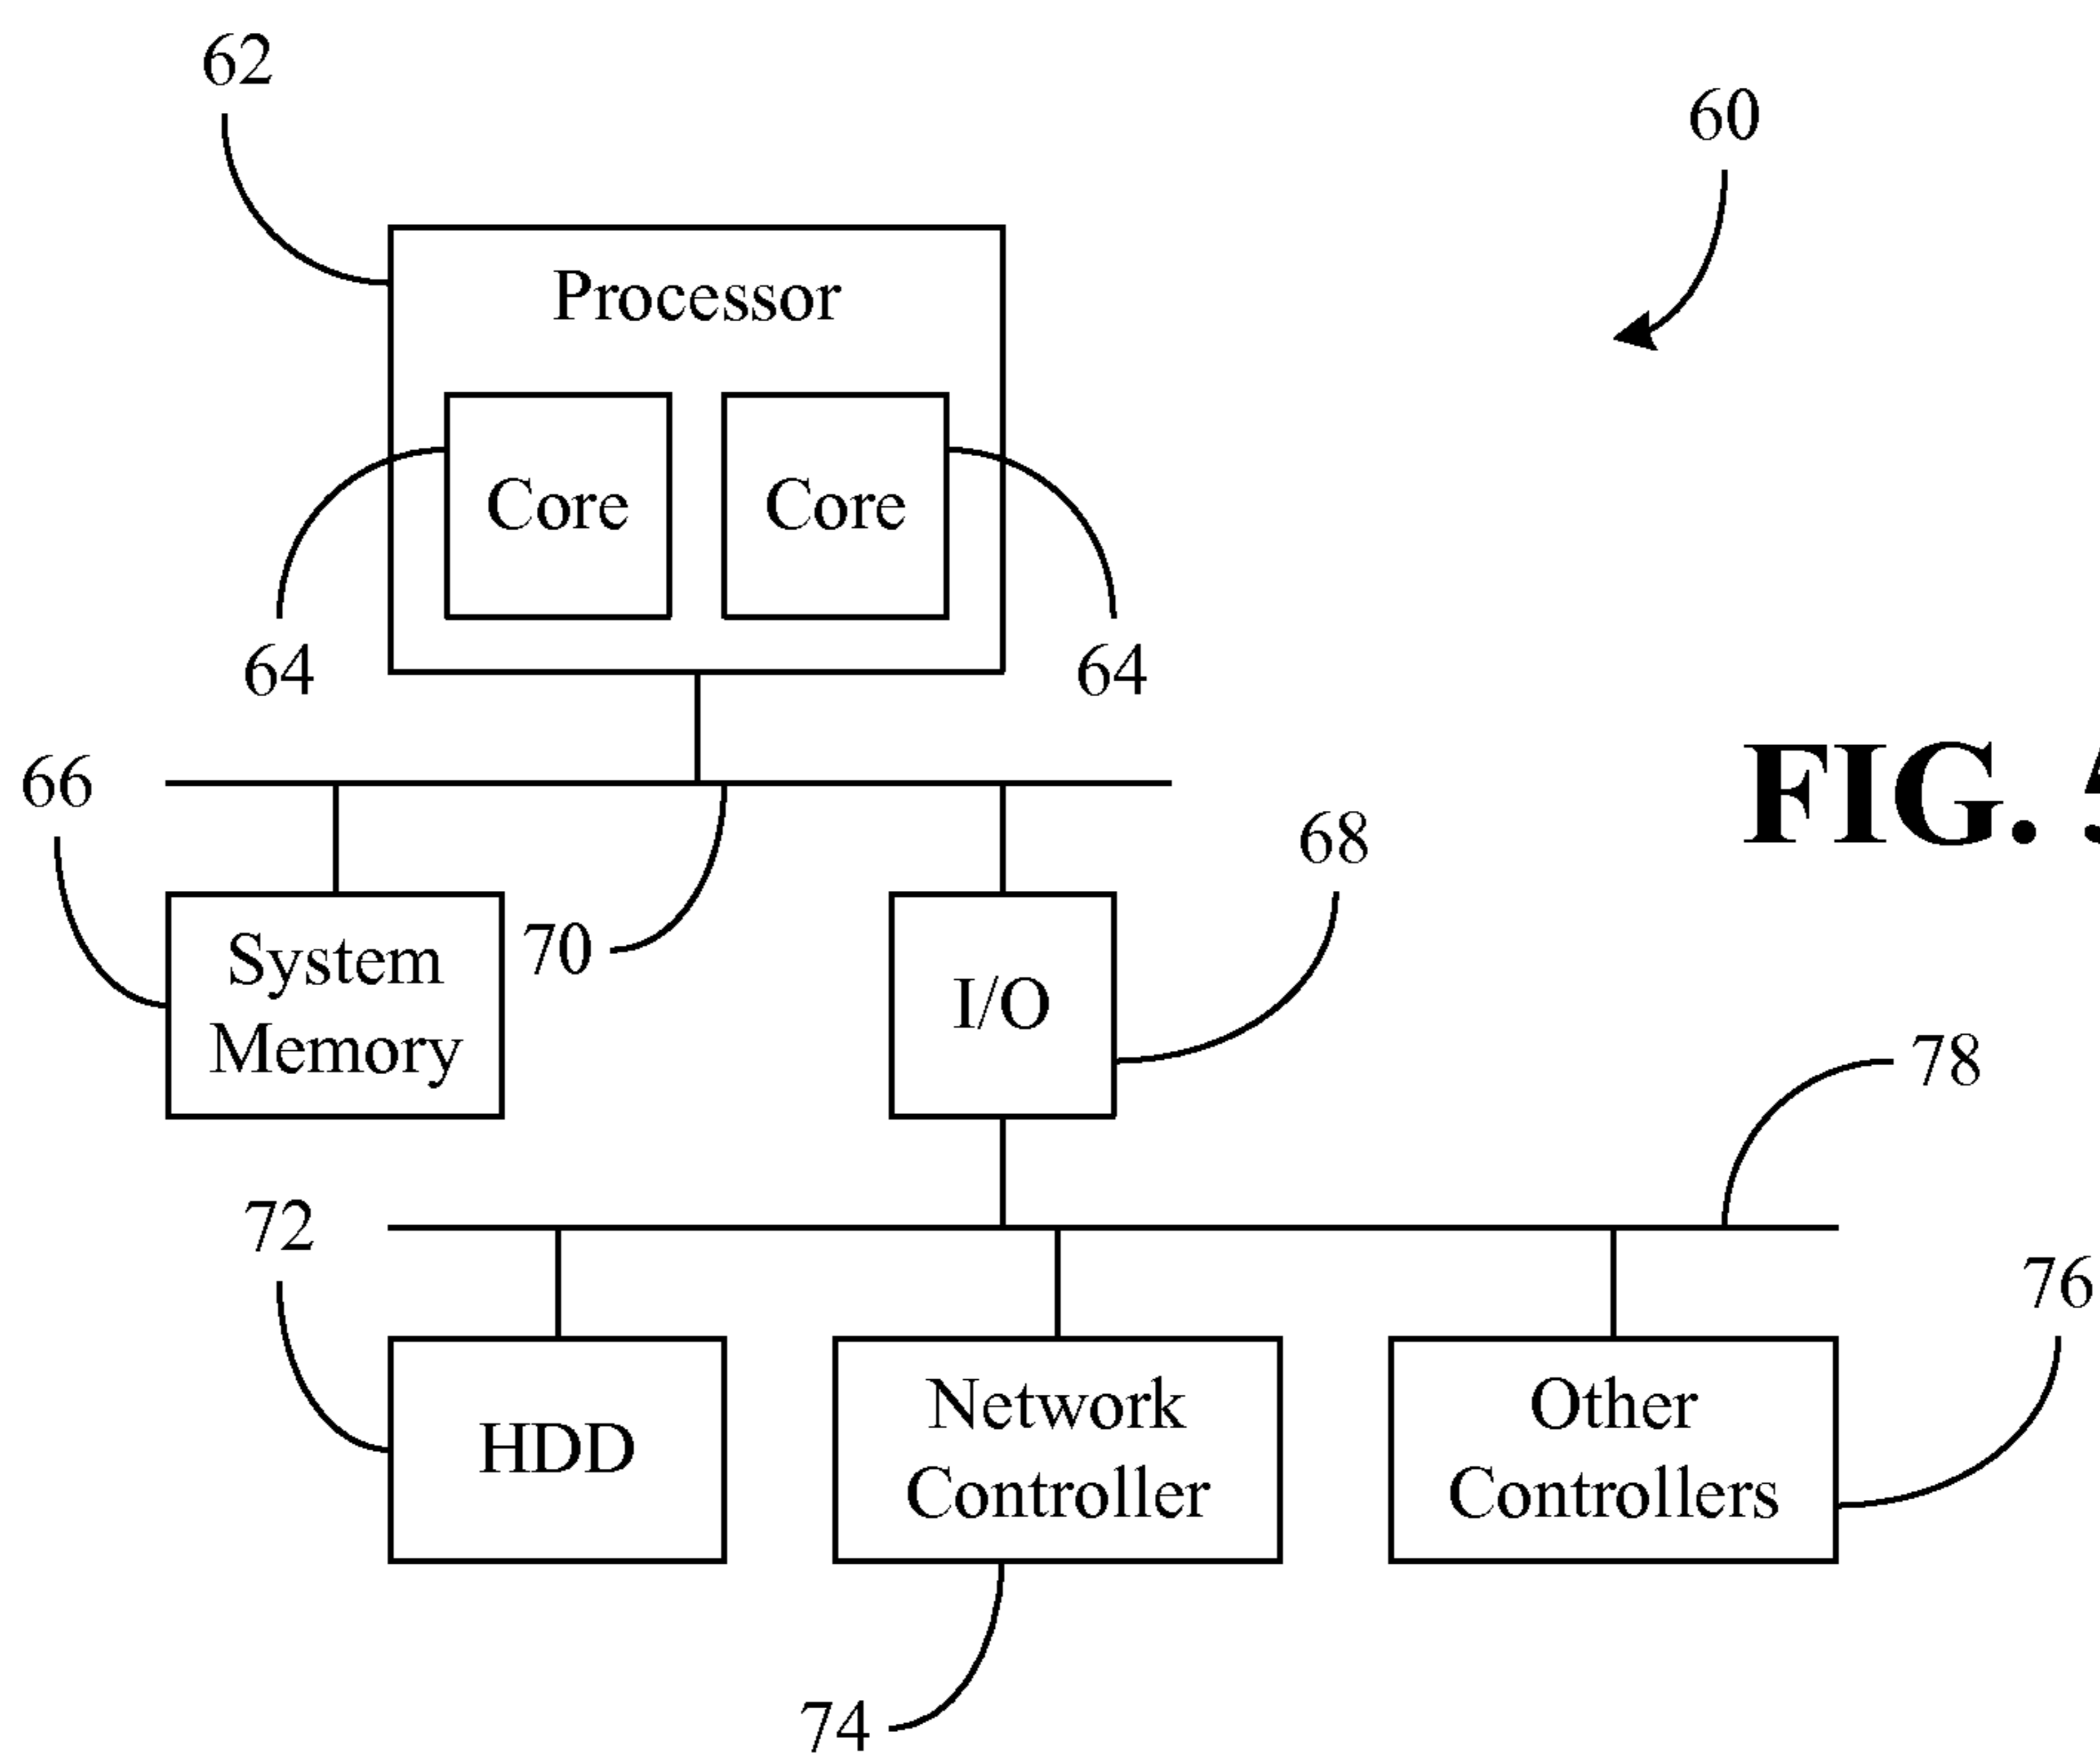 62
60
Processor
Core
Core
64
64
66
FIG. 5
68
70
System
Memory
I/O
78
72
76
HDD
Network
Controller
Other
Controllers
74